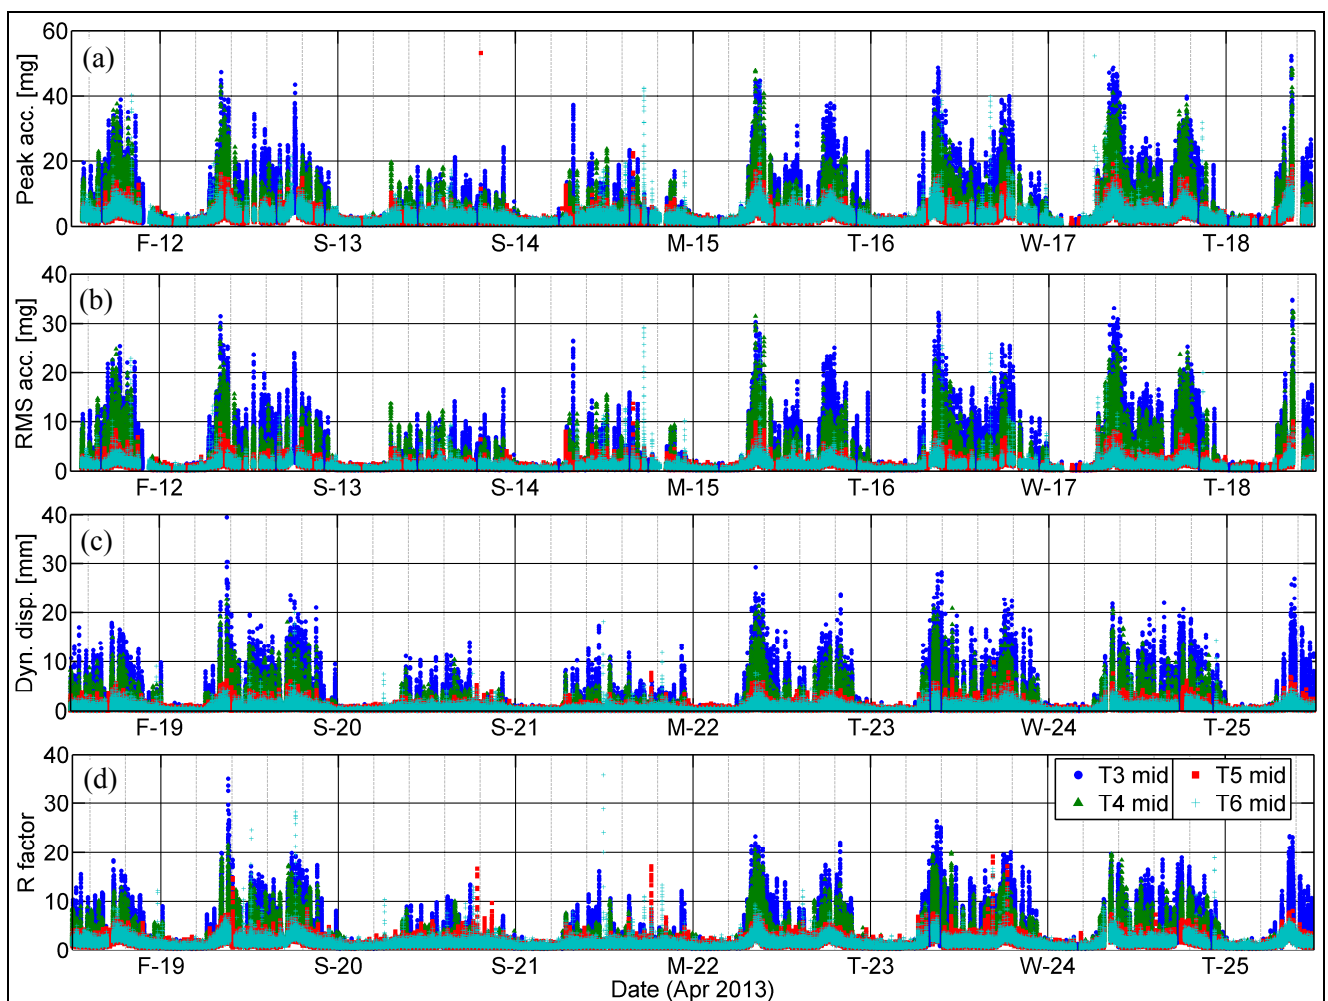 (a)
Peak acc. [mg]
60
40
20
0
F-12 S-13 S-14 M-15 T-16 W-17 T-18
(b)
RMS acc. [mg]
40
30
20
10
0
F-12 S-13 S-14 M-15 T-16 W-17 T-18
(c)
Dyn. disp. [mm]
40
30
20
10
0
F-19 S-20 S-21 M-22 T-23 W-24 T-25
(d)
R factor
40
30
20
10
0
T3 mid T5 mid
T4 mid T6 mid
F-19 S-20 S-21 M-22 T-23 W-24 T-25
Date (Apr 2013)